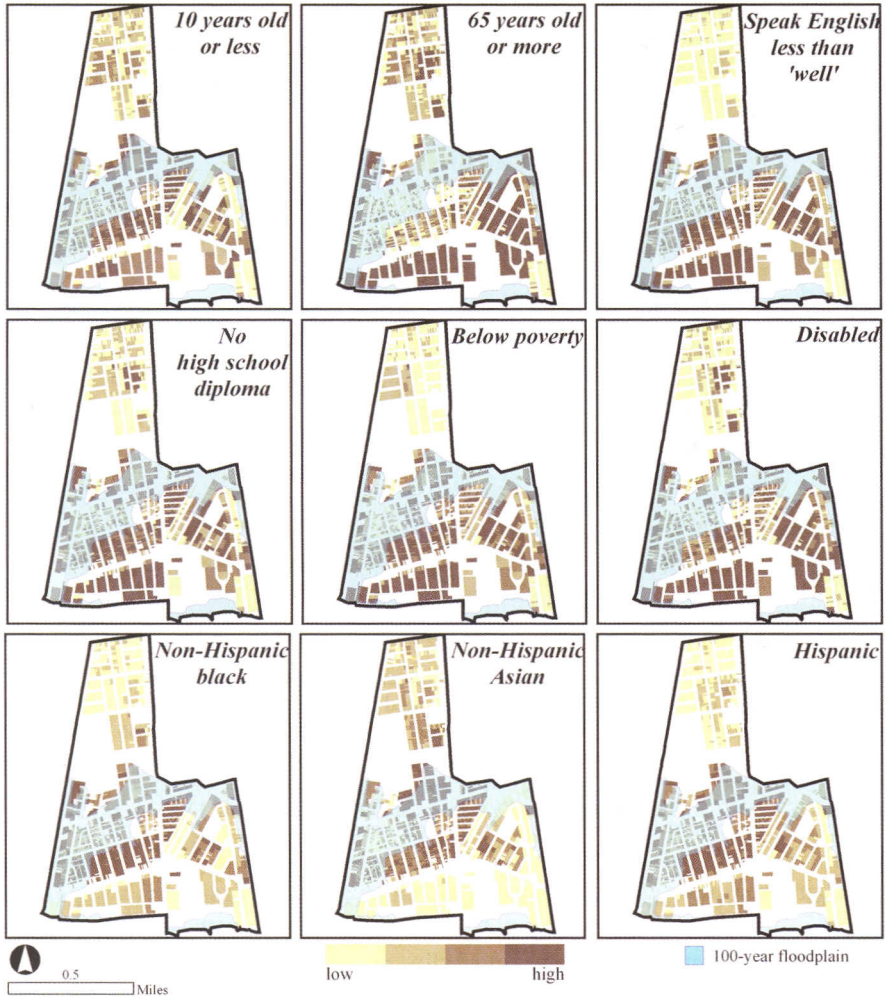 10 years old
or less
65 years old
or more
Speak English
less than
'well'
No
high school
diploma
Below poverty
Disabled
Non-Hispanic
black
Non-Hispanic
Asian
Hispanic
0.5
Miles
low
high
100-year floodplain